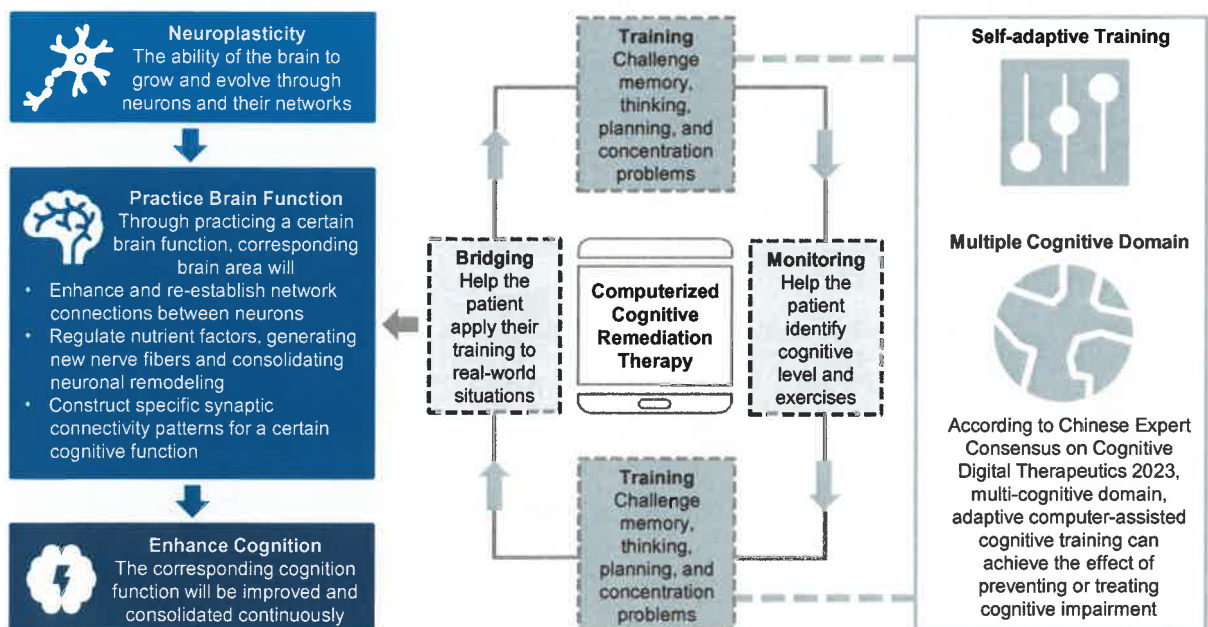 Neuroplasticity
The ability of the brain to
grow and evolve through
neurons and their networks
Practice Brain Function
Through practicing a certain
brain function, corresponding
brain area will
• Enhance and re-establish network
connections between neurons
• Regulate nutrient factors, generating
new nerve fibers and consolidating
neuronal remodeling
• Construct specific synaptic
connectivity patterns for a certain
cognitive function
Enhance Cognition
The corresponding cognition
function will be improved and
consolidated continuously
Training
Challenge
memory,
thinking,
planning, and
concentration
problems
Bridging
Help the
patient
apply their
training to
real-world
situations
Computerized
Cognitive
Remediation
Therapy
Monitoring
Help the
patient
identify
cognitive
level and
exercises
Training
Challenge
memory,
thinking,
planning, and
concentration
problems
Self-adaptive Training
Multiple Cognitive Domain
According to Chinese Expert
Consensus on Cognitive
Digital Therapeutics 2023,
multi-cognitive domain,
adaptive computer-assisted
cognitive training can
achieve the effect of
preventing or treating
cognitive impairment